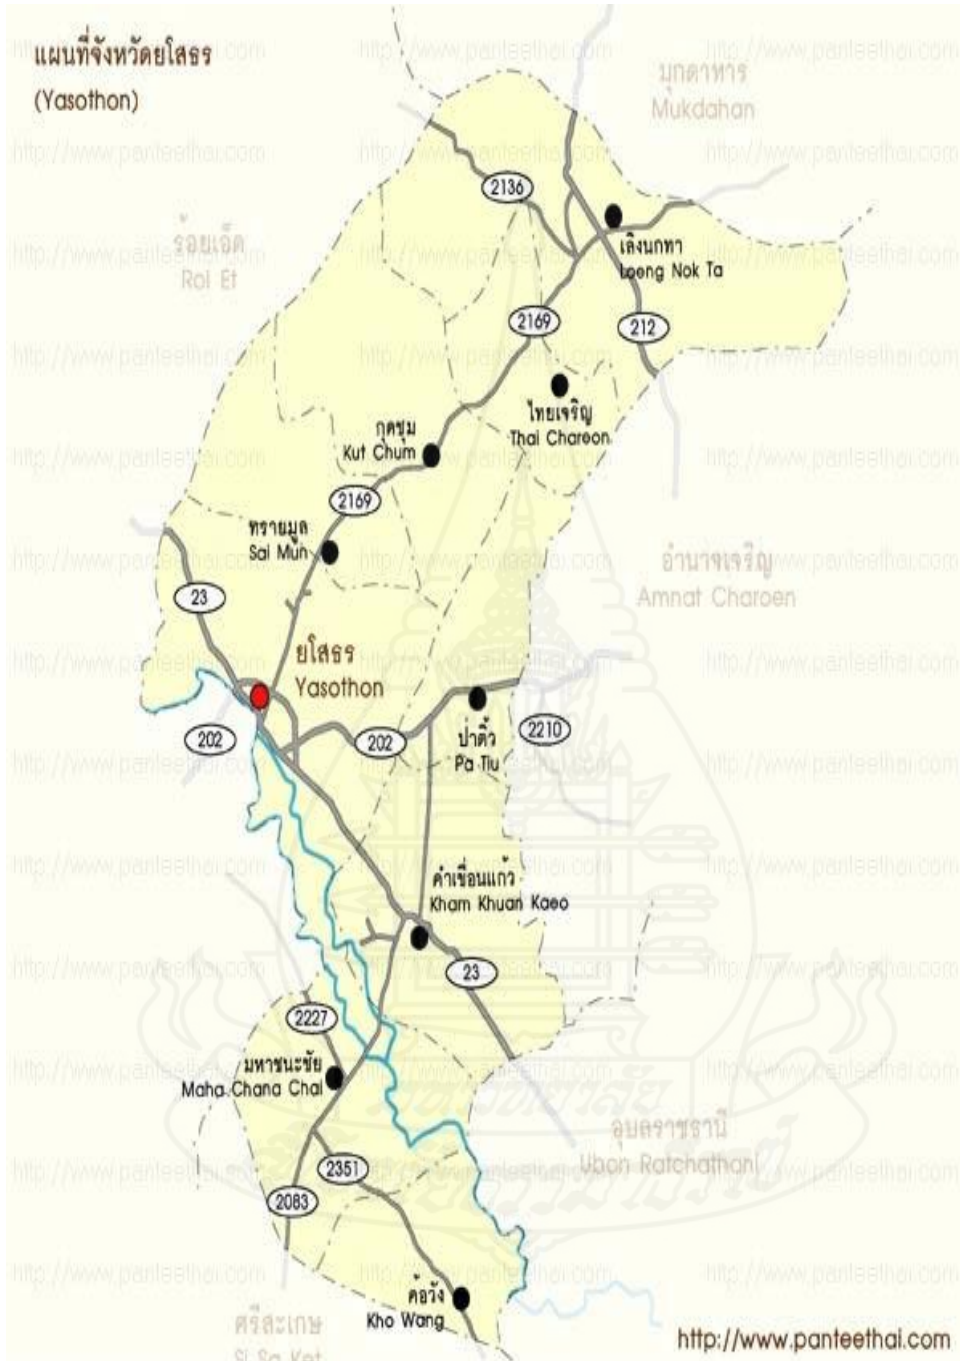 แผนที่จังหวัดยโสธร
(Yasothon)
http://www.panteethai.com
มุกดาหาร
Mukdahan
2136
ร้อยเอ็ด
Roi Et
เลิงนกทา
Loeng Nok Ta
2169
212
ไทยเจริญ
Thai Chareon
กุดชุม
Kut Chum
2169
ทรายมูล
Sai Mun
อำนาจเจริญ
Amnat Charoen
23
ยโสธร
Yasothon
202
202
ป่าติ้ว
Pa Tiu
2210
คำเขื่อนแก้ว
Kham Khuan Kaeo
23
2227
มหาชนะชัย
Maha Chana Chai
อุบลราชธานี
Ubon Ratchathani
2351
2083
ค้อวัง
Kho Wang
ศรีสะเกษ
Si Sa Ket
http://www.panteethai.com